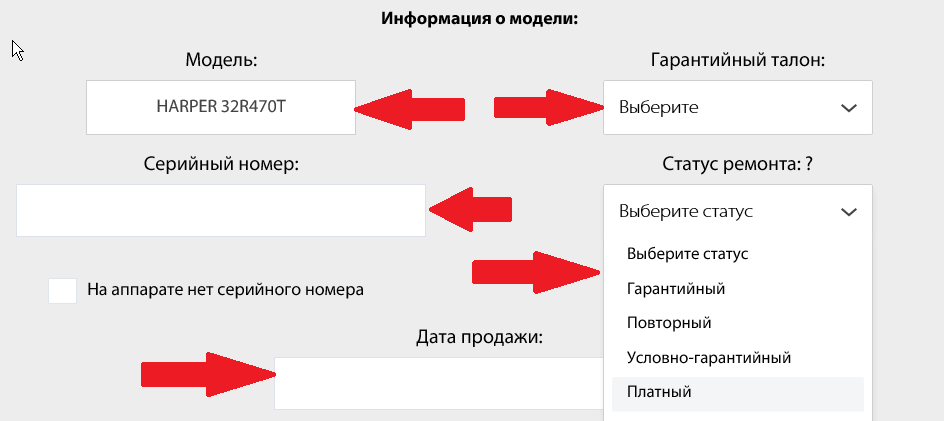 Информация о модели:
Модель:
Гарантийный талон:
HARPER 32R470T
Выберите
Серийный номер:
Статус ремонта: ?
Выберите статус
Выберите статус
На аппарате нет серийного номера
Гарантийный
Повторный
Дата продажи:
Условно-гарантийный
Платный